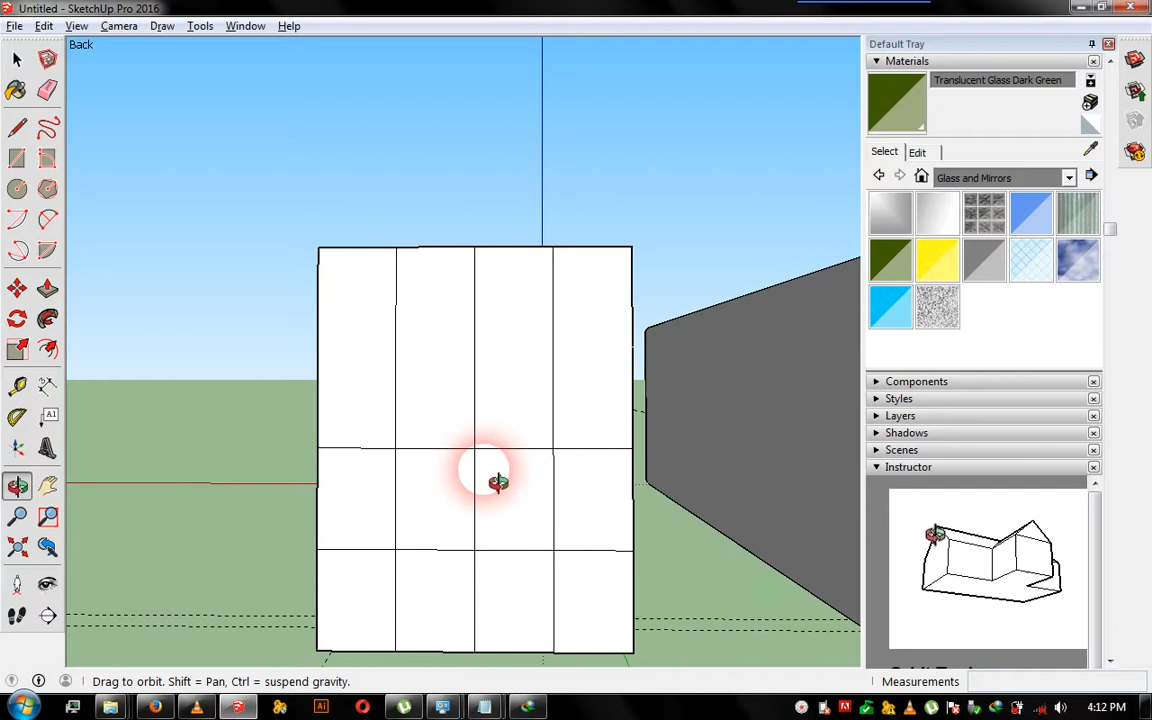 Untitled - SketchUp Pro 2016
File Edit View Camera Draw Tools Window Help
Back
Default Tray
Materials
Translucent Glass Dark Green
Select Edit
Glass and Mirrors
A1
Components
Styles
Layers
Shadows
Scenes
Instructor
Drag to orbit. Shift = Pan, Ctrl = suspend gravity.
Measurements
Ai
4:12 PM